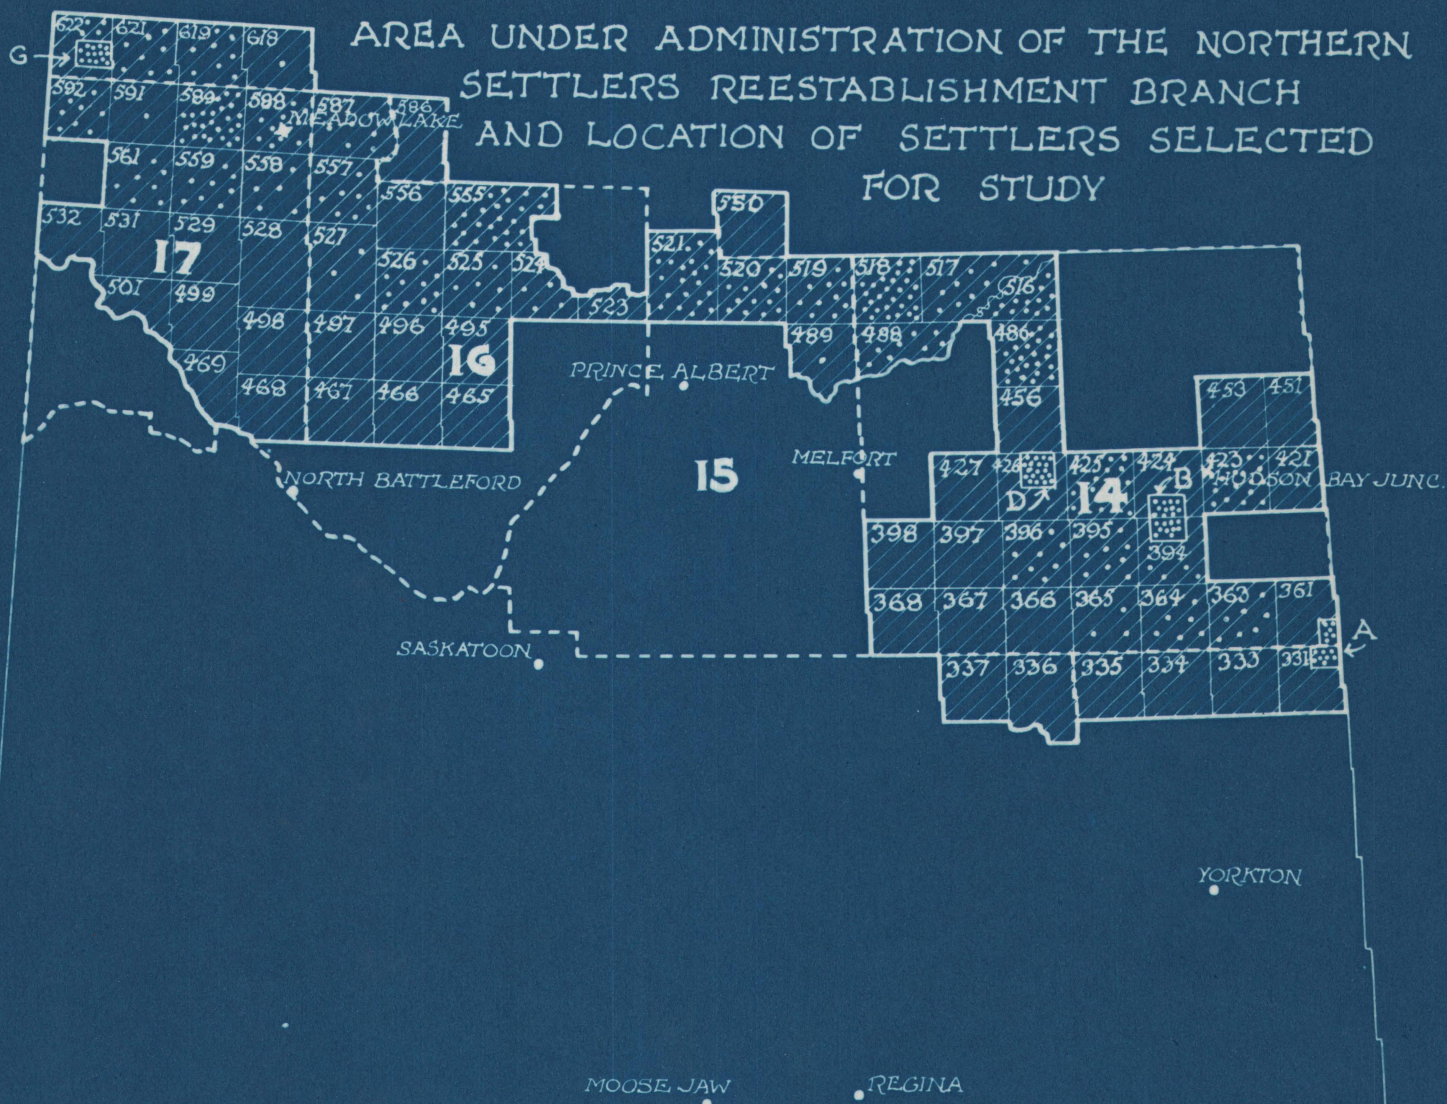 AREA UNDER ADMINISTRATION OF THE NORTHERN
SETTLERS REESTABLISHMENT BRANCH
AND LOCATION OF SETTLERS SELECTED
FOR STUDY
622 621 619 618
G
592 591 589 588 587 586
MEADOW LAKE
561 559 558 557
556 555
550
532 531 529 528 527
521
17
526 525 524
520 519 518 517
516
501 499
523
498 497 496 495
489 488 486
469
16
PRINCE ALBERT
468 467 466 465
456
453 451
15
MELFORT
427 426 425 424 423 421
NORTH BATTLEFORD
D
14
B
HUDSON BAY JUNC.
398 397 396 395
394
368 367 366 365 364 363 361
A
SASKATOON
337 336 335 334 333 331
YORKTON
MOOSE JAW
REGINA